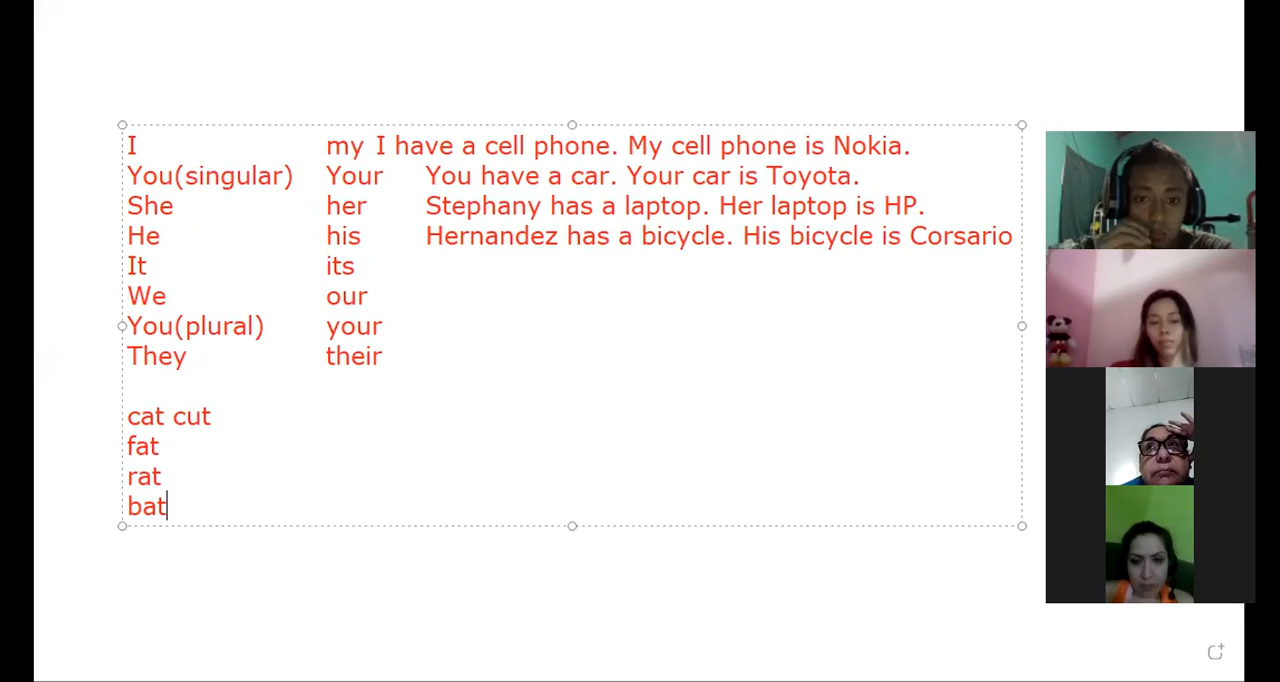 I my I have a cell phone. My cell phone is Nokia.
You(singular) Your You have a car. Your car is Toyota.
She her Stephany has a laptop. Her laptop is HP.
He his Hernandez has a bicycle. His bicycle is Corsario
It its
We our
You(plural) your
They their
cat cut
fat
rat
bat